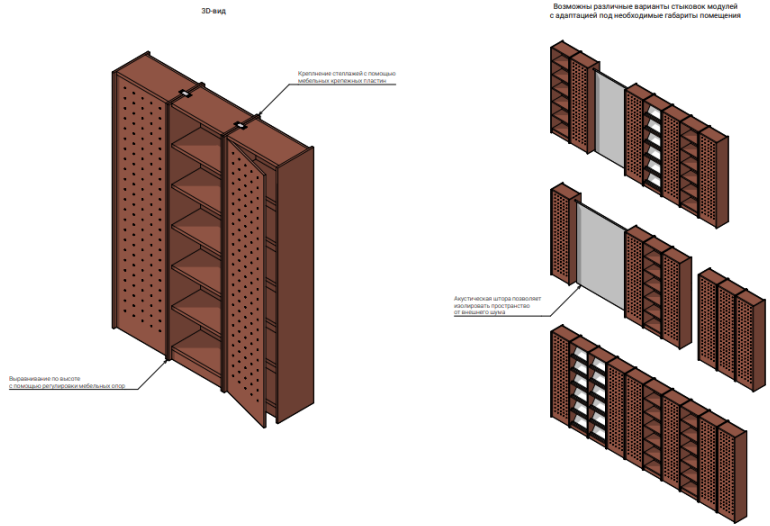 3D-вид
Возможны различные варианты стыковок модулей
с адаптацией под необходимые габариты помещения
Крепление стеллажей с помощью
мебельных крепежных пластин
Акустическая штора позволяет
изолировать пространство
от внешнего шума
Выравнивание по высоте
с помощью регулировки мебельных опор